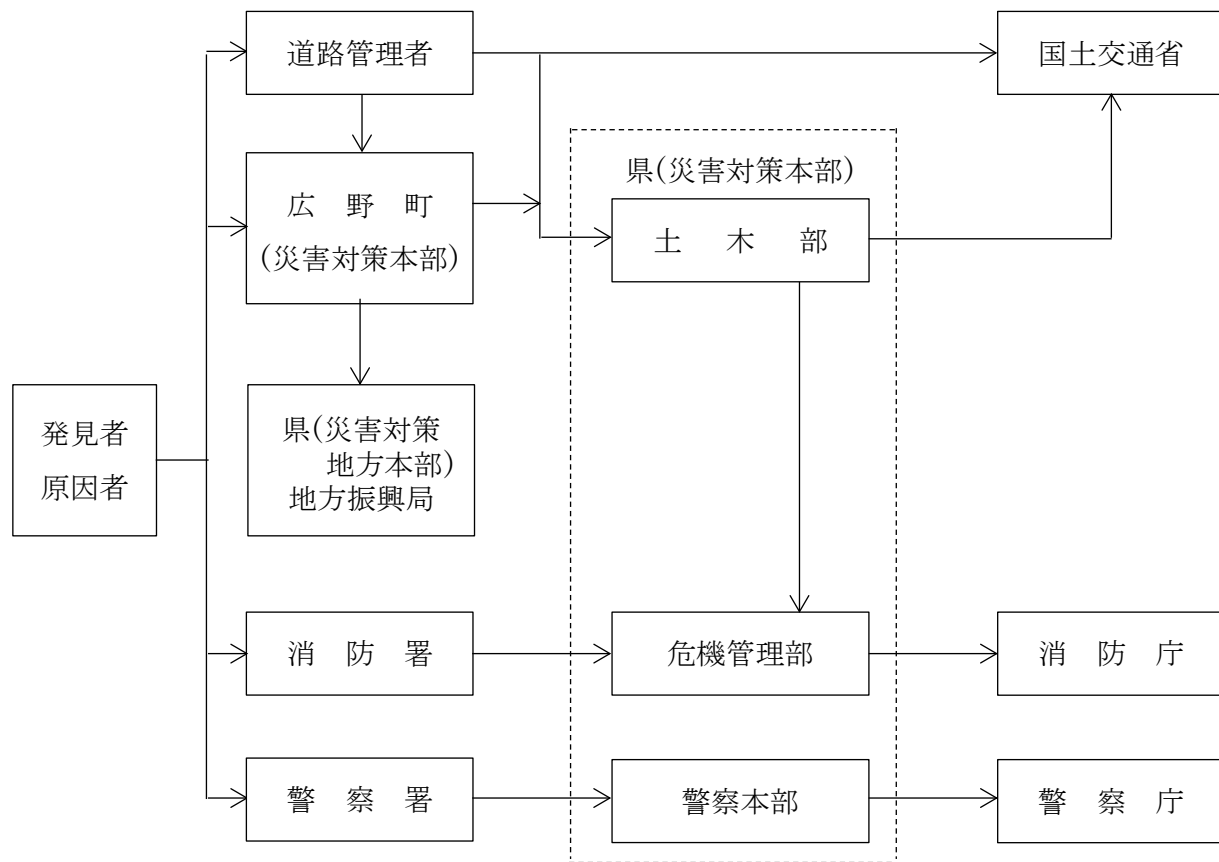 道路管理者
国土交通省
県(災害対策本部)
広　野　町
(災害対策本部)
土　木　部
発見者
原因者
県(災害対策
地方本部)
地方振興局
消　防　署
危機管理部
消　防　庁
警　察　署
警察本部
警　察　庁